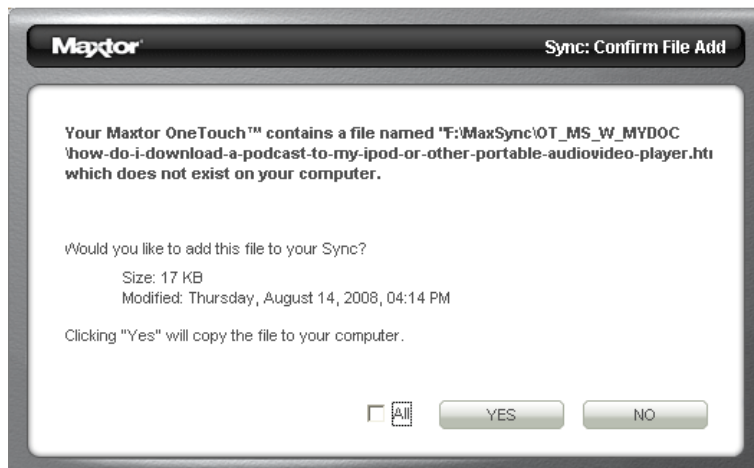 Maxtor
Sync: Confirm File Add
Your Maxtor OneTouch™ contains a file named "F:\MaxSync\OT_MS_W_MYDOC
\how-do-i-download-a-podcast-to-my-ipod-or-other-portable-audiovideo-player.htm
which does not exist on your computer.
Would you like to add this file to your Sync?
Size: 17 KB
Modified: Thursday, August 14, 2008, 04:14 PM
Clicking "Yes" will copy the file to your computer.
All
YES
NO